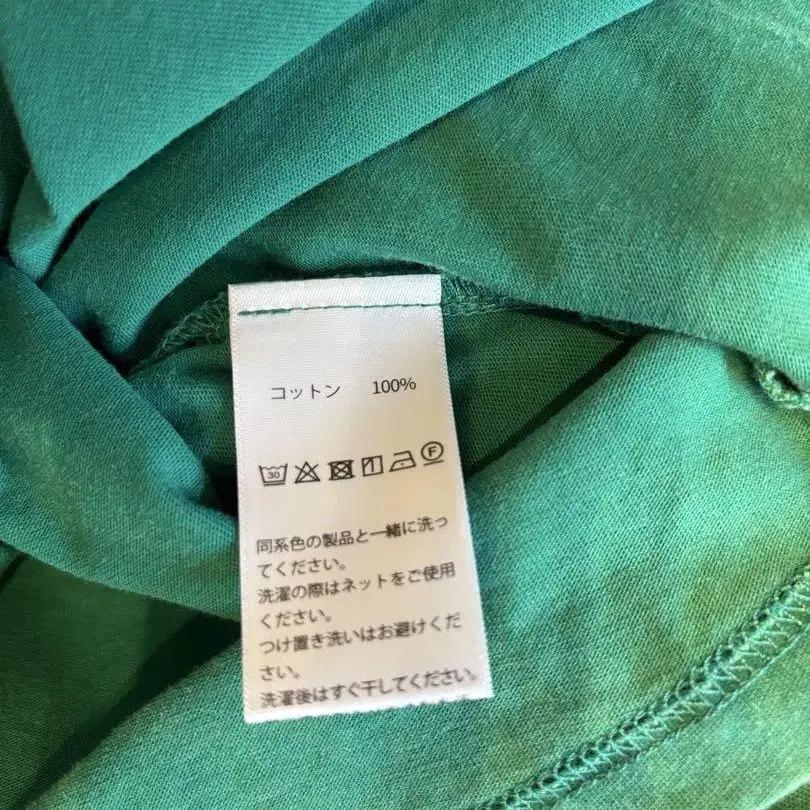 コットン 100%
30 F
同系色の製品と一緒に洗っ
てください。
洗濯の際はネットをご使用
ください。
つけ置き洗いはお避けくだ
さい。
洗濯後はすぐ干してください。